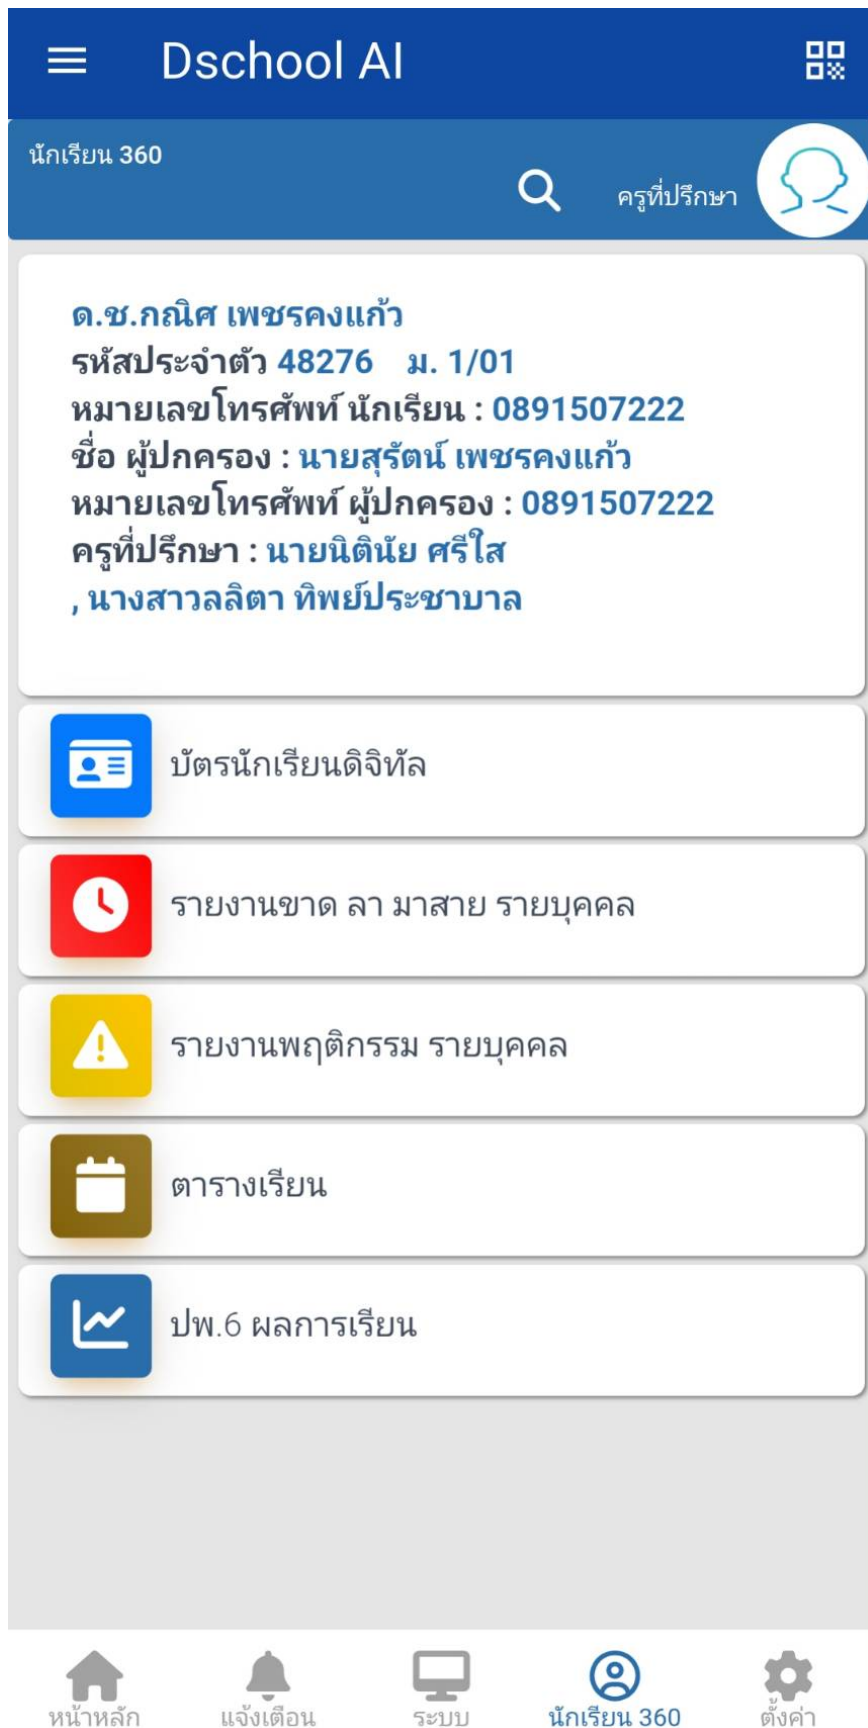 Dschool AI
นักเรียน 360
ครูที่ปรึกษา
ด.ช.กณิศ เพชรคงแก้ว
รหัสประจำตัว 48276 ม. 1/01
หมายเลขโทรศัพท์ นักเรียน : 0891507222
ชื่อ ผู้ปกครอง : นายสุรัตน์ เพชรคงแก้ว
หมายเลขโทรศัพท์ ผู้ปกครอง : 0891507222
ครูที่ปรึกษา : นายนิตินัย ศรีใส
, นางสาวลลิตา ทิพย์ประชาบาล
บัตรนักเรียนดิจิทัล
รายงานขาด ลา มาสาย รายบุคคล
รายงานพฤติกรรม รายบุคคล
ตารางเรียน
ปพ.6 ผลการเรียน
หน้าหลัก แจ้งเตือน ระบบ นักเรียน 360 ตั้งค่า